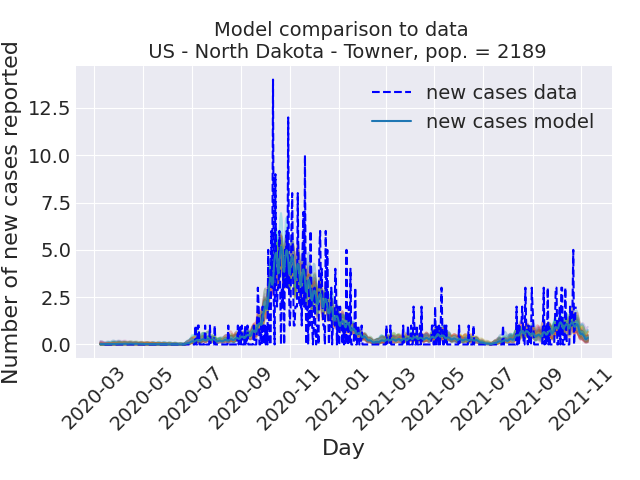 Model comparison to data
US - North Dakota - Towner, pop. = 2189
Number of new cases reported
12.5
10.0
7.5
5.0
2.5
0.0
new cases data
new cases model
2020-03
2020-05
2020-07
2020-09
2020-11
2021-01
2021-03
2021-05
2021-07
2021-09
2021-11
Day